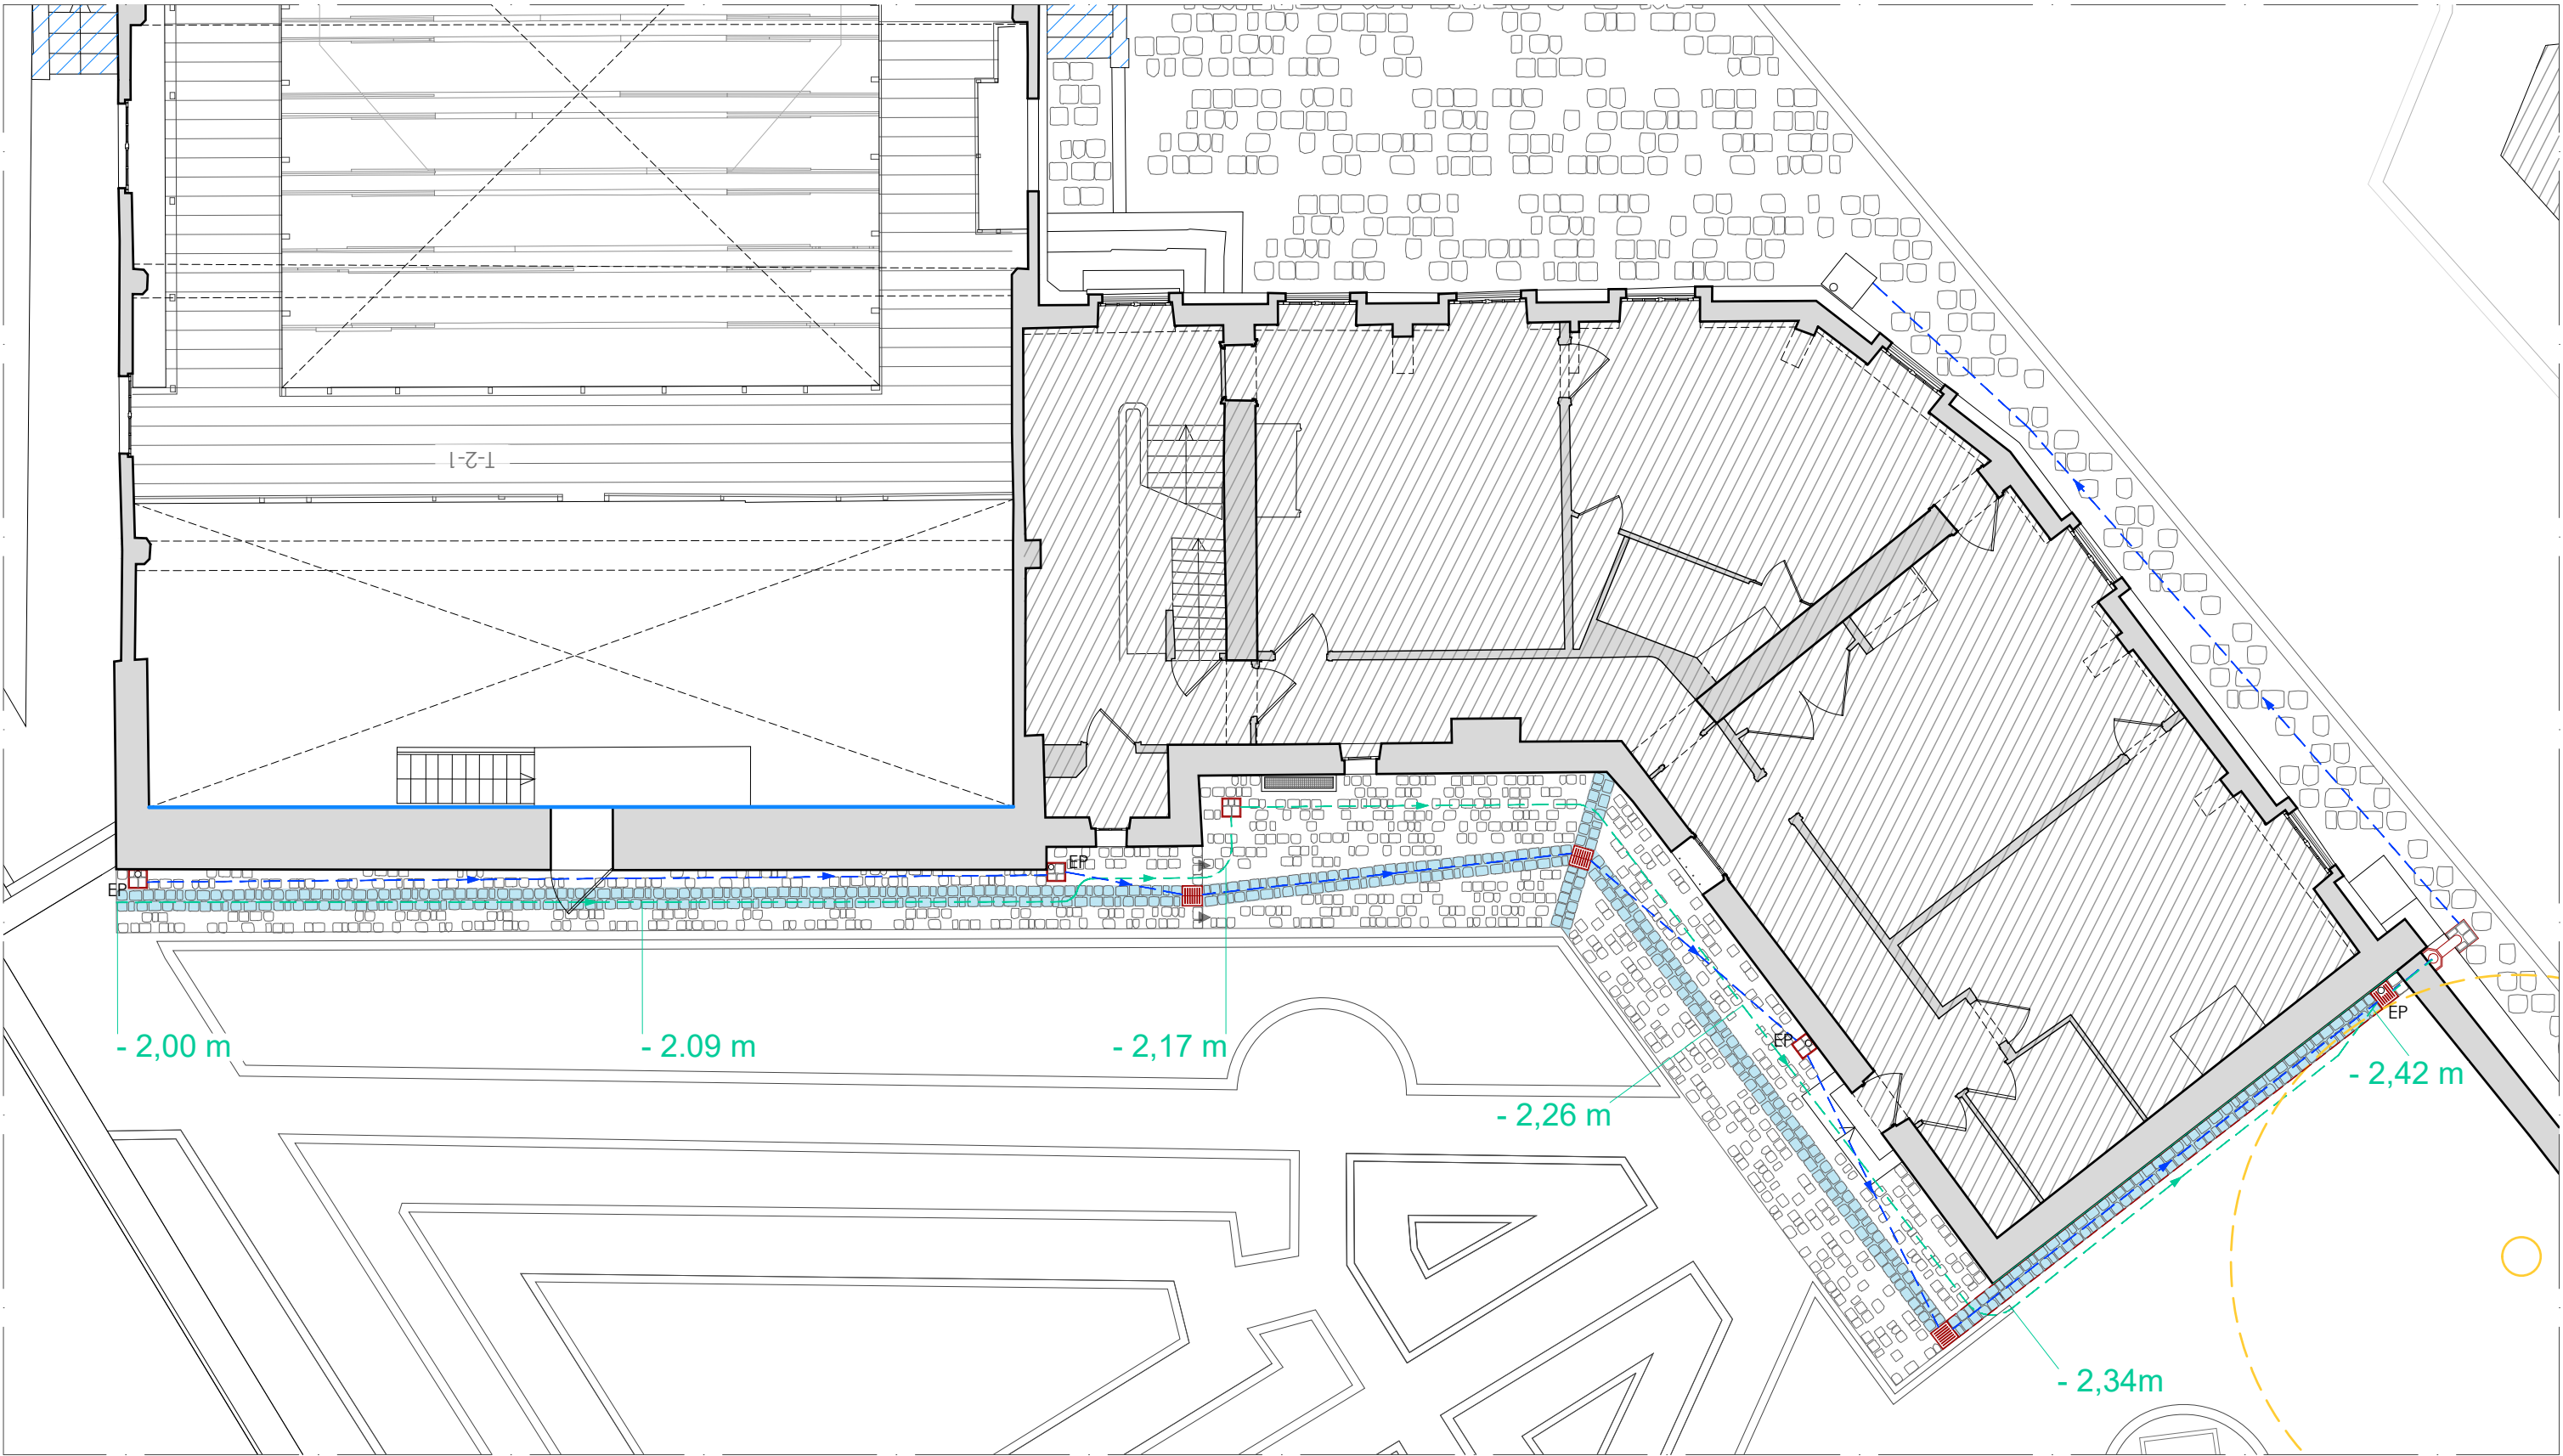 T-2-1
EP
EP
- 2,00 m
- 2.09 m
- 2,17 m
EP
EP
- 2,42 m
- 2,26 m
- 2,34m